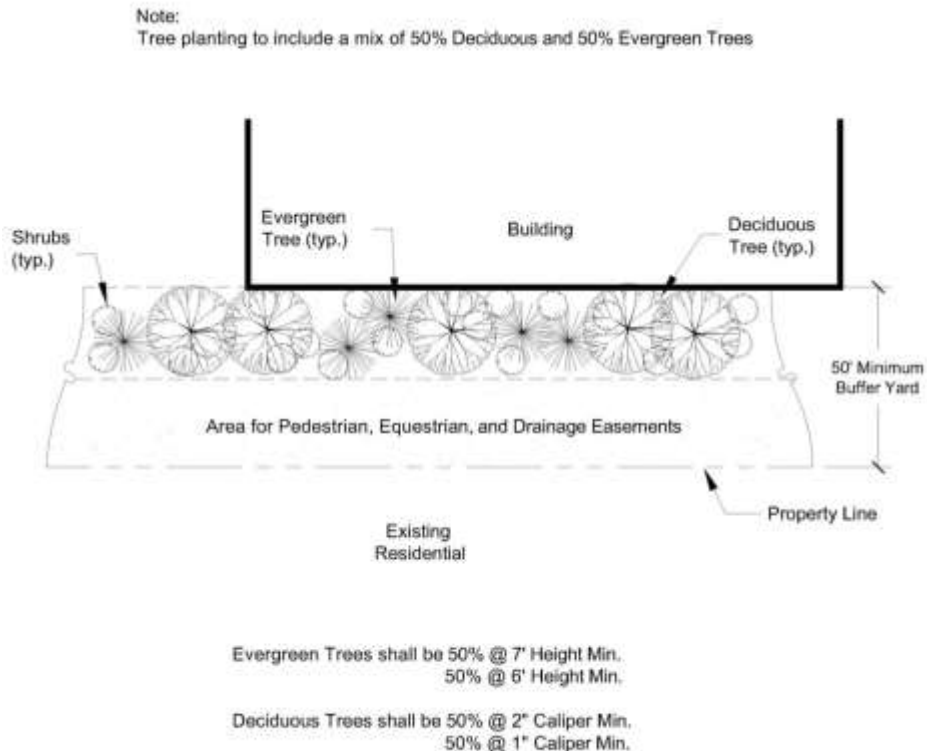 Note:
Tree planting to include a mix of 50% Deciduous and 50% Evergreen Trees
Evergreen
Tree (typ.)
Building
Deciduous
Tree (typ.)
Shrubs
(typ.)
50' Minimum
Buffer Yard
Area for Pedestrian, Equestrian, and Drainage Easements
Property Line
Existing
Residential
Evergreen Trees shall be 50% @ 7' Height Min.
50% @ 6' Height Min.
Deciduous Trees shall be 50% @ 2" Caliper Min.
50% @ 1" Caliper Min.